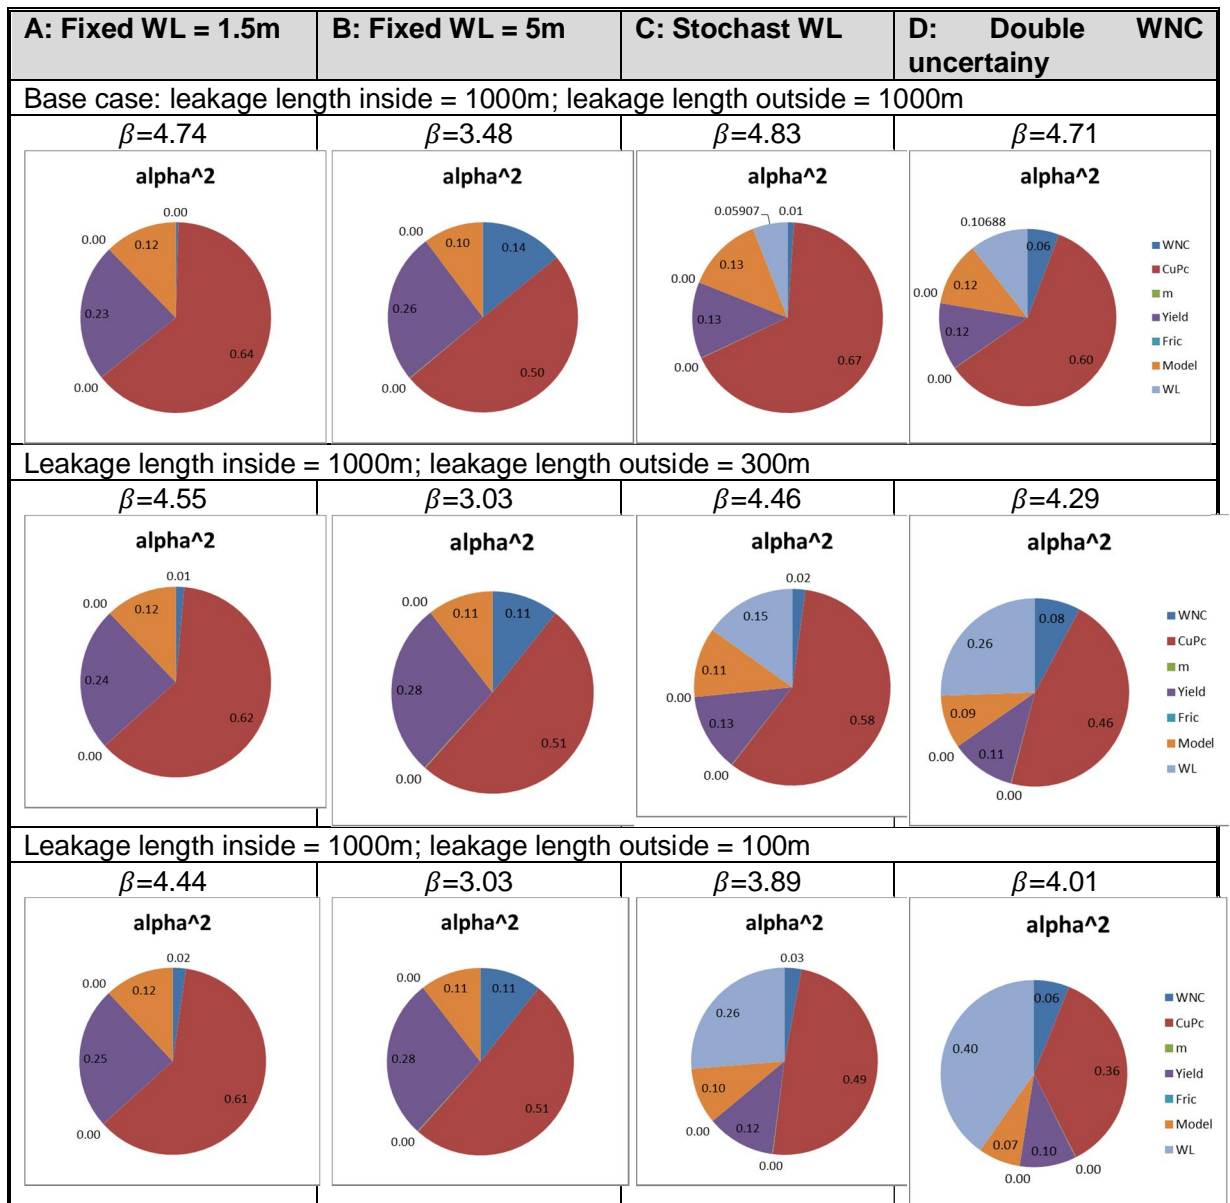 A: Fixed WL = 1.5m
B: Fixed WL = 5m
C: Stochast WL
D: Double WNC
uncertainy
Base case: leakage length inside = 1000m; leakage length outside = 1000m
β=4.74
β=3.48
β=4.83
β=4.71
alpha^2
0.00
0.00
0.12
0.23
0.64
0.00
alpha^2
0.00
0.10
0.14
0.26
0.50
0.00
alpha^2
0.05907
0.01
0.13
0.00
0.13
0.67
0.00
alpha^2
0.10688
0.06
0.12
0.00
0.12
0.60
0.00
WNC
CuPc
m
Yield
Fric
Model
WL
Leakage length inside = 1000m; leakage length outside = 300m
β=4.55
β=3.03
β=4.46
β=4.29
alpha^2
0.01
0.00
0.12
0.24
0.62
0.00
alpha^2
0.00
0.11
0.11
0.28
0.51
0.00
alpha^2
0.02
0.15
0.11
0.00
0.13
0.58
0.00
alpha^2
0.08
0.26
0.09
0.46
0.00
0.11
0.00
WNC
CuPc
m
Yield
Fric
Model
WL
Leakage length inside = 1000m; leakage length outside = 100m
β=4.44
β=3.03
β=3.89
β=4.01
alpha^2
0.02
0.00
0.12
0.25
0.61
0.00
alpha^2
0.00
0.11
0.11
0.28
0.51
0.00
alpha^2
0.03
0.26
0.10
0.49
0.00
0.12
0.00
alpha^2
0.06
0.40
0.36
0.07
0.10
0.00
0.00
WNC
CuPc
m
Yield
Fric
Model
WL